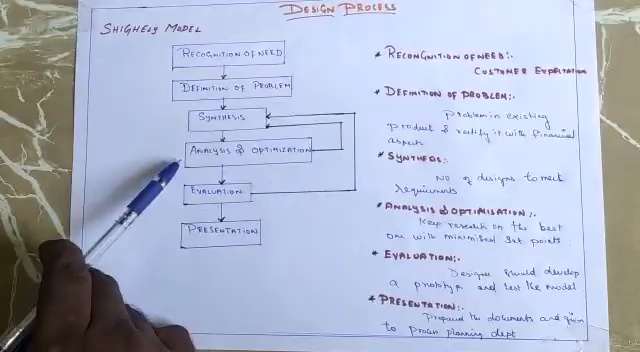 DESIGN PROCESS
SHIGHELY MODEL
RECOGNITION OF NEED
DEFINITION OF PROBLEM
SYNTHESIS
ANALYSIS & OPTIMIZATION
EVALUATION
PRESENTATION
* RECONGNITION OF NEED:-
CUSTOMER EXPECTATION
* DEFINITION OF PROBLEM:-
Problem in existing
product & rectify it with financial
aspects
* SYNTHESIS:-
NO of designs to meet
requirements
* ANALYSIS & OPTIMISATION:-
Keep research on the best
one with minimised set points
* EVALUATION:-
Designer should develop
a prototype and test the model
* PRESENTATION:-
Prepared the documents and given
to process planning dept